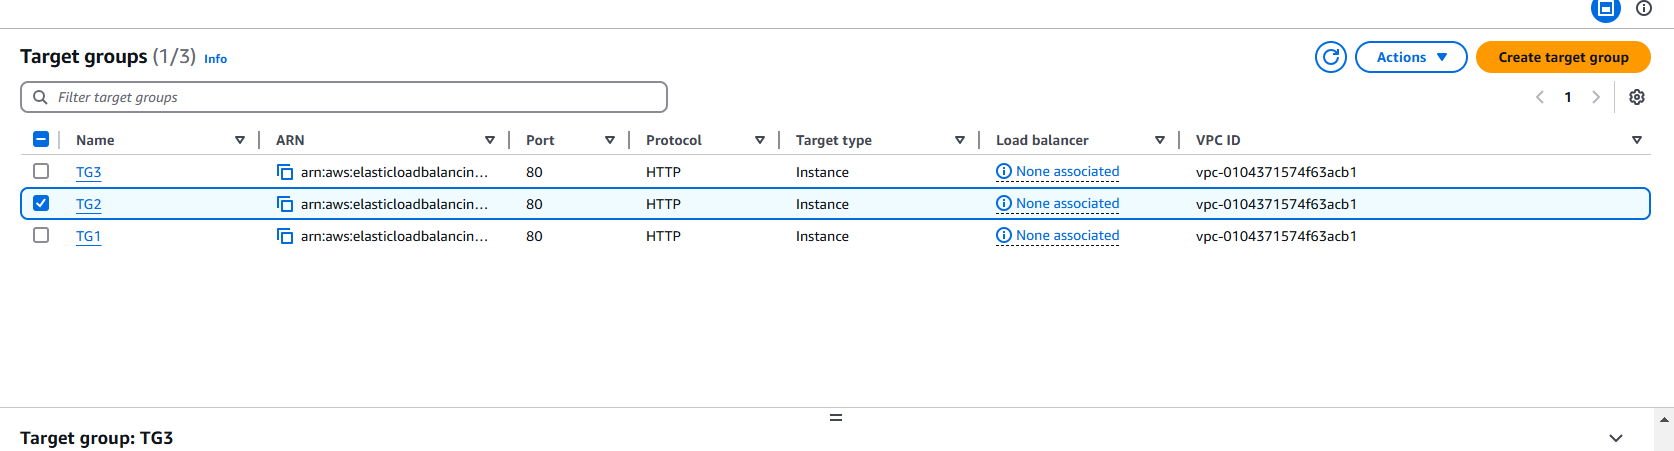 Target groups (1/3) Info
Actions
Create target group
Filter target groups
1
Name ARN Port Protocol Target type Load balancer VPC ID
TG3 arn:aws:elasticloadbalancin... 80 HTTP Instance None associated vpc-0104371574f63acb1
TG2 arn:aws:elasticloadbalancin... 80 HTTP Instance None associated vpc-0104371574f63acb1
TG1 arn:aws:elasticloadbalancin... 80 HTTP Instance None associated vpc-0104371574f63acb1
Target group: TG3